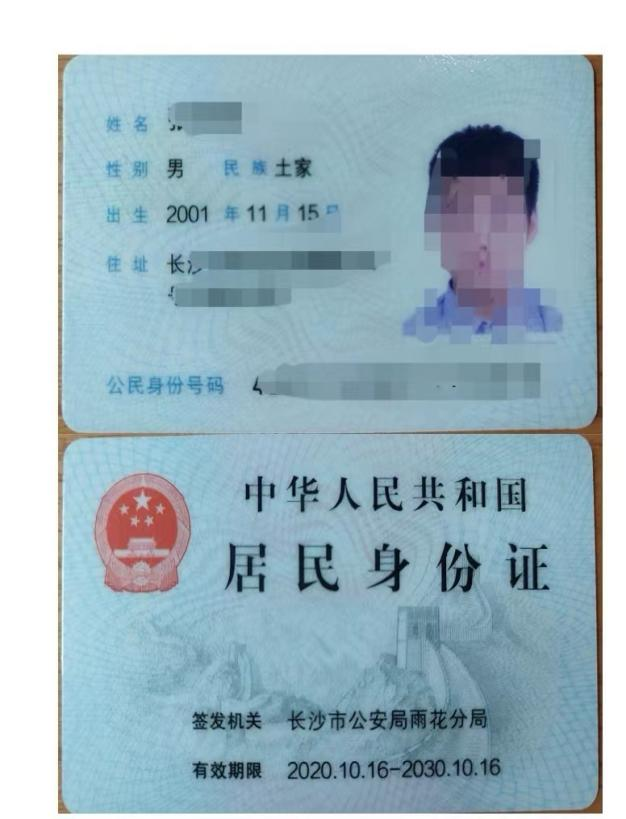 姓名
性别 男 民族 土家
出生 2001 年 11 月 15 日
住址 长沙
公民身份号码
中华人民共和国
居民身份证
签发机关 长沙市公安局雨花分局
有效期限 2020.10.16-2030.10.16